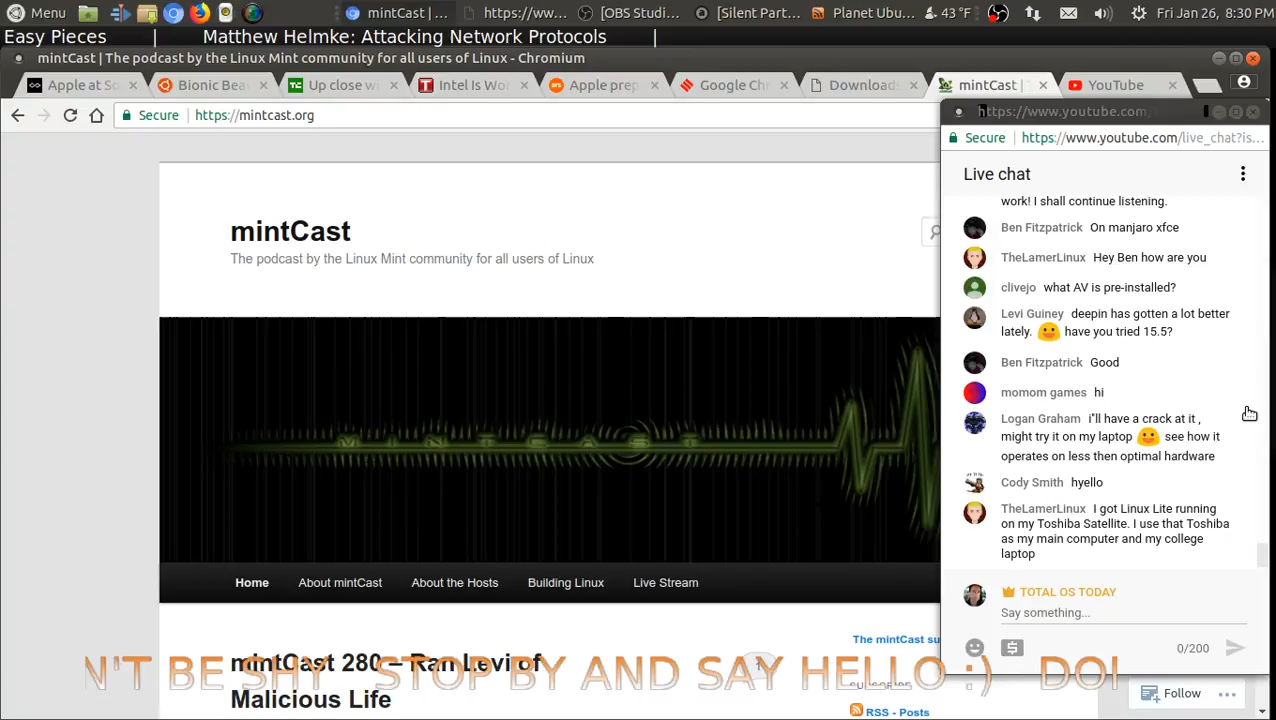 Menu
mintCast | ...
https://ww...
[OBS Studi...
[Silent Part...
Planet Ubu...
43 °F
Fri Jan 26, 8:30 PM
Easy Pieces | Matthew Helmke: Attacking Network Protocols |
mintCast | The podcast by the Linux Mint community for all users of Linux - Chromium
Apple at So
Bionic Bea
Up close w
Intel Is Wor
Apple prep
Google Chr
Downloads
mintCast | T
YouTube
Secure https://mintcast.org
https://www.youtube.com/
Secure https://www.youtube.com/live_chat?is...
Live chat
work! I shall continue listening.
Ben Fitzpatrick On manjaro xfce
TheLamerLinux Hey Ben how are you
clivejo what AV is pre-installed?
Levi Guiney deepin has gotten a lot better
lately. have you tried 15.5?
Ben Fitzpatrick Good
momom games hi
Logan Graham i"ll have a crack at it ,
might try it on my laptop see how it
operates on less then optimal hardware
Cody Smith hyello
TheLamerLinux I got Linux Lite running
on my Toshiba Satellite. I use that Toshiba
as my main computer and my college
laptop
TOTAL OS TODAY
Say something...
0/200
mintCast
The podcast by the Linux Mint community for all users of Linux
MINTCAST
Home
About mintCast
About the Hosts
Building Linux
Live Stream
The mintCast su
mintCast 280 – Ran Levi of
Malicious Life
N'T BE SHY STOP BY AND SAY HELLO :) DO
SUBSCRIBE
RSS - Posts
Follow